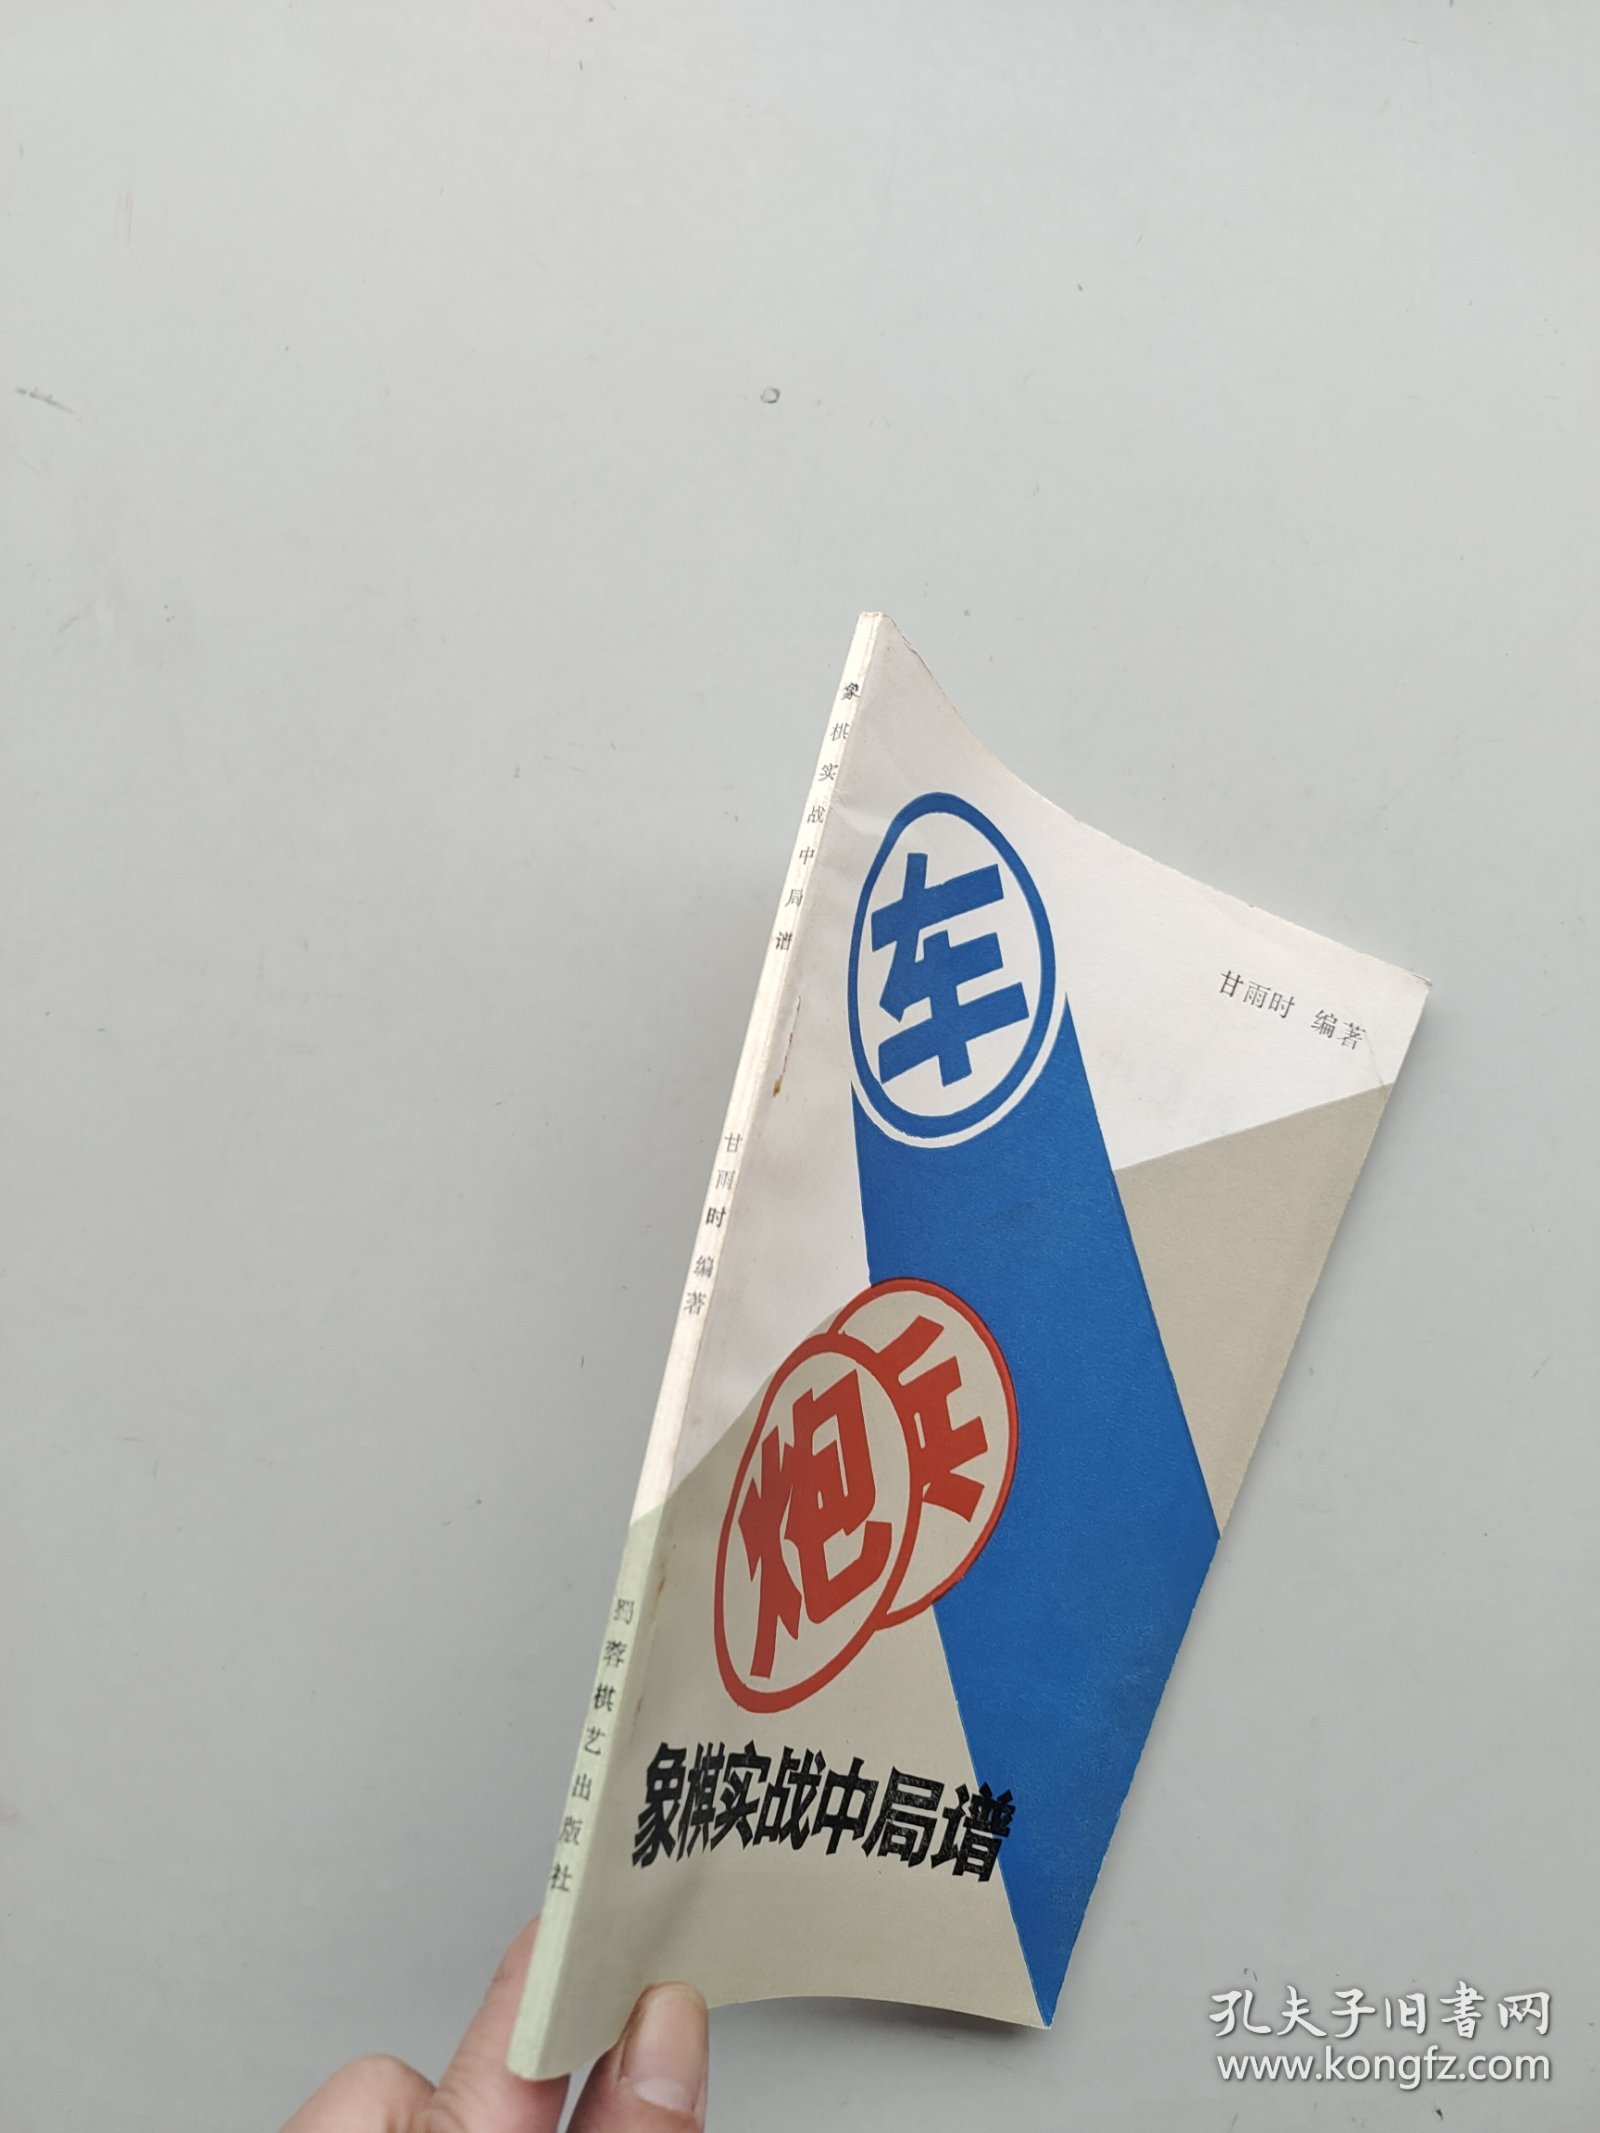 象棋实战中局谱
甘雨时 编著
蜀蓉棋艺出版社
甘雨时 编著
车
兵
炮
象棋实战中局谱
孔夫子旧书网
www.kongfz.com